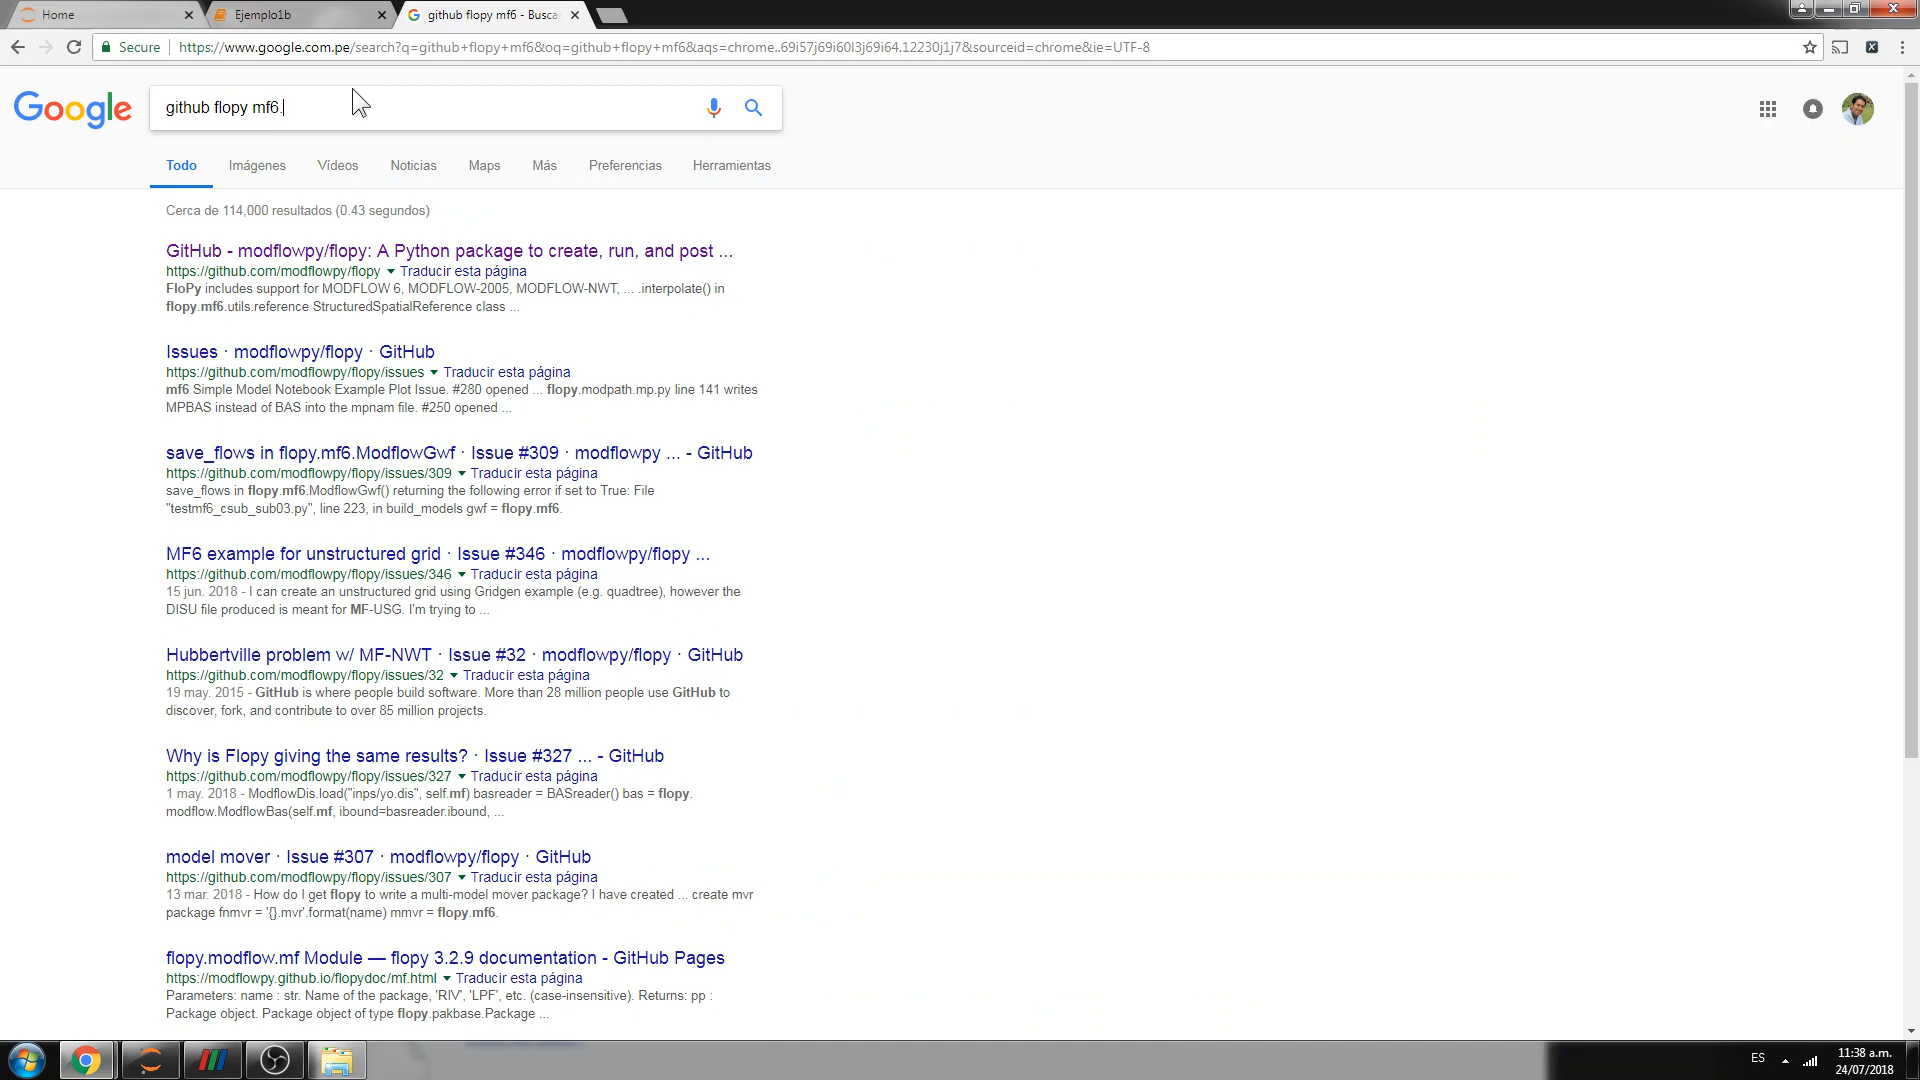 Home
Ejemplo1b
github flopy mf6 - Busca
Secure https://www.google.com.pe/search?q=github+flopy+mf6&oq=github+flopy+mf6&aqs=chrome..69i57j69i60l3j69i64.12230j1j7&sourceid=chrome&ie=UTF-8
Google
github flopy mf6.
Todo Imágenes Vídeos Noticias Maps Más Preferencias Herramientas
Cerca de 114,000 resultados (0.43 segundos)
GitHub - modflowpy/flopy: A Python package to create, run, and post ...
https://github.com/modflowpy/flopy Traducir esta página
FloPy includes support for MODFLOW 6, MODFLOW-2005, MODFLOW-NWT, ... .interpolate() in
flopy.mf6.utils.reference StructuredSpatialReference class ...
Issues · modflowpy/flopy · GitHub
https://github.com/modflowpy/flopy/issues Traducir esta página
mf6 Simple Model Notebook Example Plot Issue. #280 opened ... flopy.modpath.mp.py line 141 writes
MPBAS instead of BAS into the mpnam file. #250 opened ...
save_flows in flopy.mf6.ModflowGwf · Issue #309 · modflowpy ... - GitHub
https://github.com/modflowpy/flopy/issues/309 Traducir esta página
save_flows in flopy.mf6.ModflowGwf() returning the following error if set to True: File
"testmf6_csub_sub03.py", line 223, in build_models gwf = flopy.mf6.
MF6 example for unstructured grid · Issue #346 · modflowpy/flopy ...
https://github.com/modflowpy/flopy/issues/346 Traducir esta página
15 jun. 2018 - I can create an unstructured grid using Gridgen example (e.g. quadtree), however the
DISU file produced is meant for MF-USG. I'm trying to ...
Hubbertville problem w/ MF-NWT · Issue #32 · modflowpy/flopy · GitHub
https://github.com/modflowpy/flopy/issues/32 Traducir esta página
19 may. 2015 - GitHub is where people build software. More than 28 million people use GitHub to
discover, fork, and contribute to over 85 million projects.
Why is Flopy giving the same results? · Issue #327 ... - GitHub
https://github.com/modflowpy/flopy/issues/327 Traducir esta página
1 may. 2018 - ModflowDis.load("inps/yo.dis", self.mf) basreader = BASreader() bas = flopy.
modflow.ModflowBas(self.mf, ibound=basreader.ibound, ...
model mover · Issue #307 · modflowpy/flopy · GitHub
https://github.com/modflowpy/flopy/issues/307 Traducir esta página
13 mar. 2018 - How do I get flopy to write a multi-model mover package? I have created ... create mvr
package fnmvr = '{}.mvr'.format(name) mmvr = flopy.mf6.
flopy.modflow.mf Module — flopy 3.2.9 documentation - GitHub Pages
https://modflowpy.github.io/flopydoc/mf.html Traducir esta página
Parameters: name : str. Name of the package, 'RIV', 'LPF', etc. (case-insensitive). Returns: pp :
Package object. Package object of type flopy.pakbase.Package ...
ES
11:38 a.m.
24/07/2018